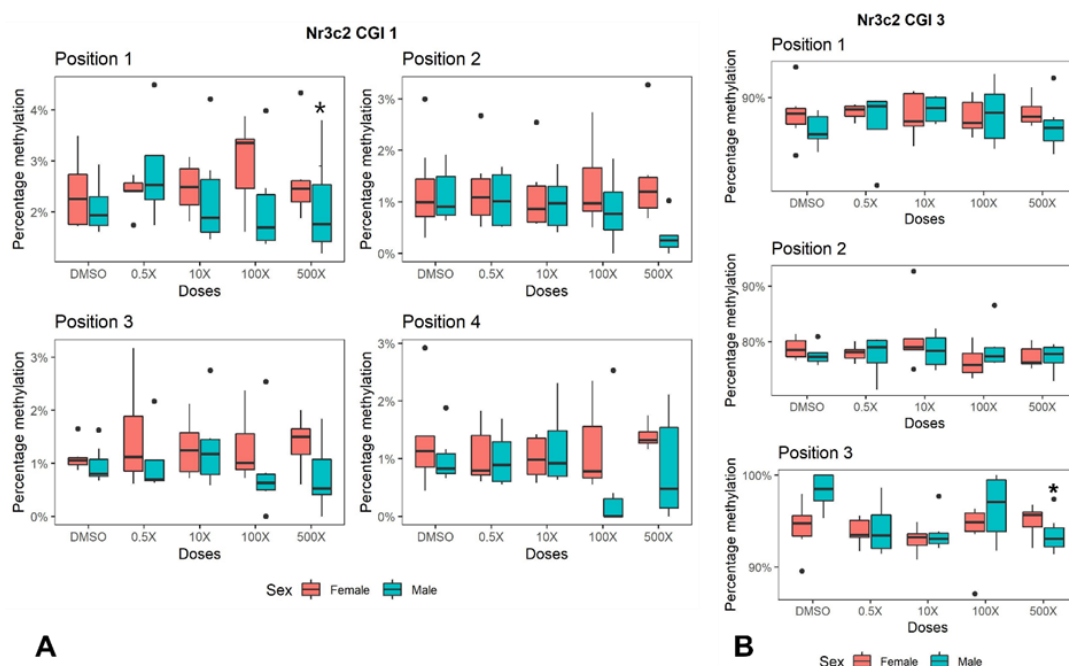 Nr3c2 CGI 1
Position 1
Percentage methylation
4%
3%
2%
DMSO 0.5X 10X 100X 500X
Doses
*
Position 2
Percentage methylation
3%
2%
1%
0%
DMSO 0.5X 10X 100X 500X
Doses
Position 3
Percentage methylation
3%
2%
1%
0%
DMSO 0.5X 10X 100X 500X
Doses
Position 4
Percentage methylation
3%
2%
1%
0%
DMSO 0.5X 10X 100X 500X
Doses
Sex Female Male
A
Nr3c2 CGI 3
Position 1
Percentage methylation
90%
DMSO 0.5X 10X 100X 500X
Position 2
Percentage methylation
90%
80%
DMSO 0.5X 10X 100X 500X
Position 3
Percentage methylation
100%
90%
*
DMSO 0.5X 10X 100X 500X
Doses
B
Sex Female Male